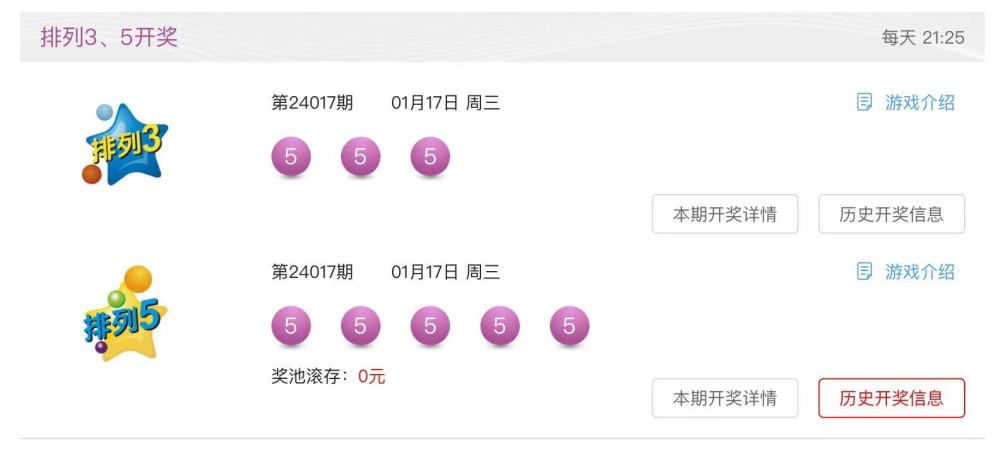 排列3、5开奖 每天 21:25
第24017期 01月17日 周三 游戏介绍
排列3
5 5 5
本期开奖详情 历史开奖信息
第24017期 01月17日 周三 游戏介绍
排列5
5 5 5 5 5
奖池滚存：0元
本期开奖详情 历史开奖信息